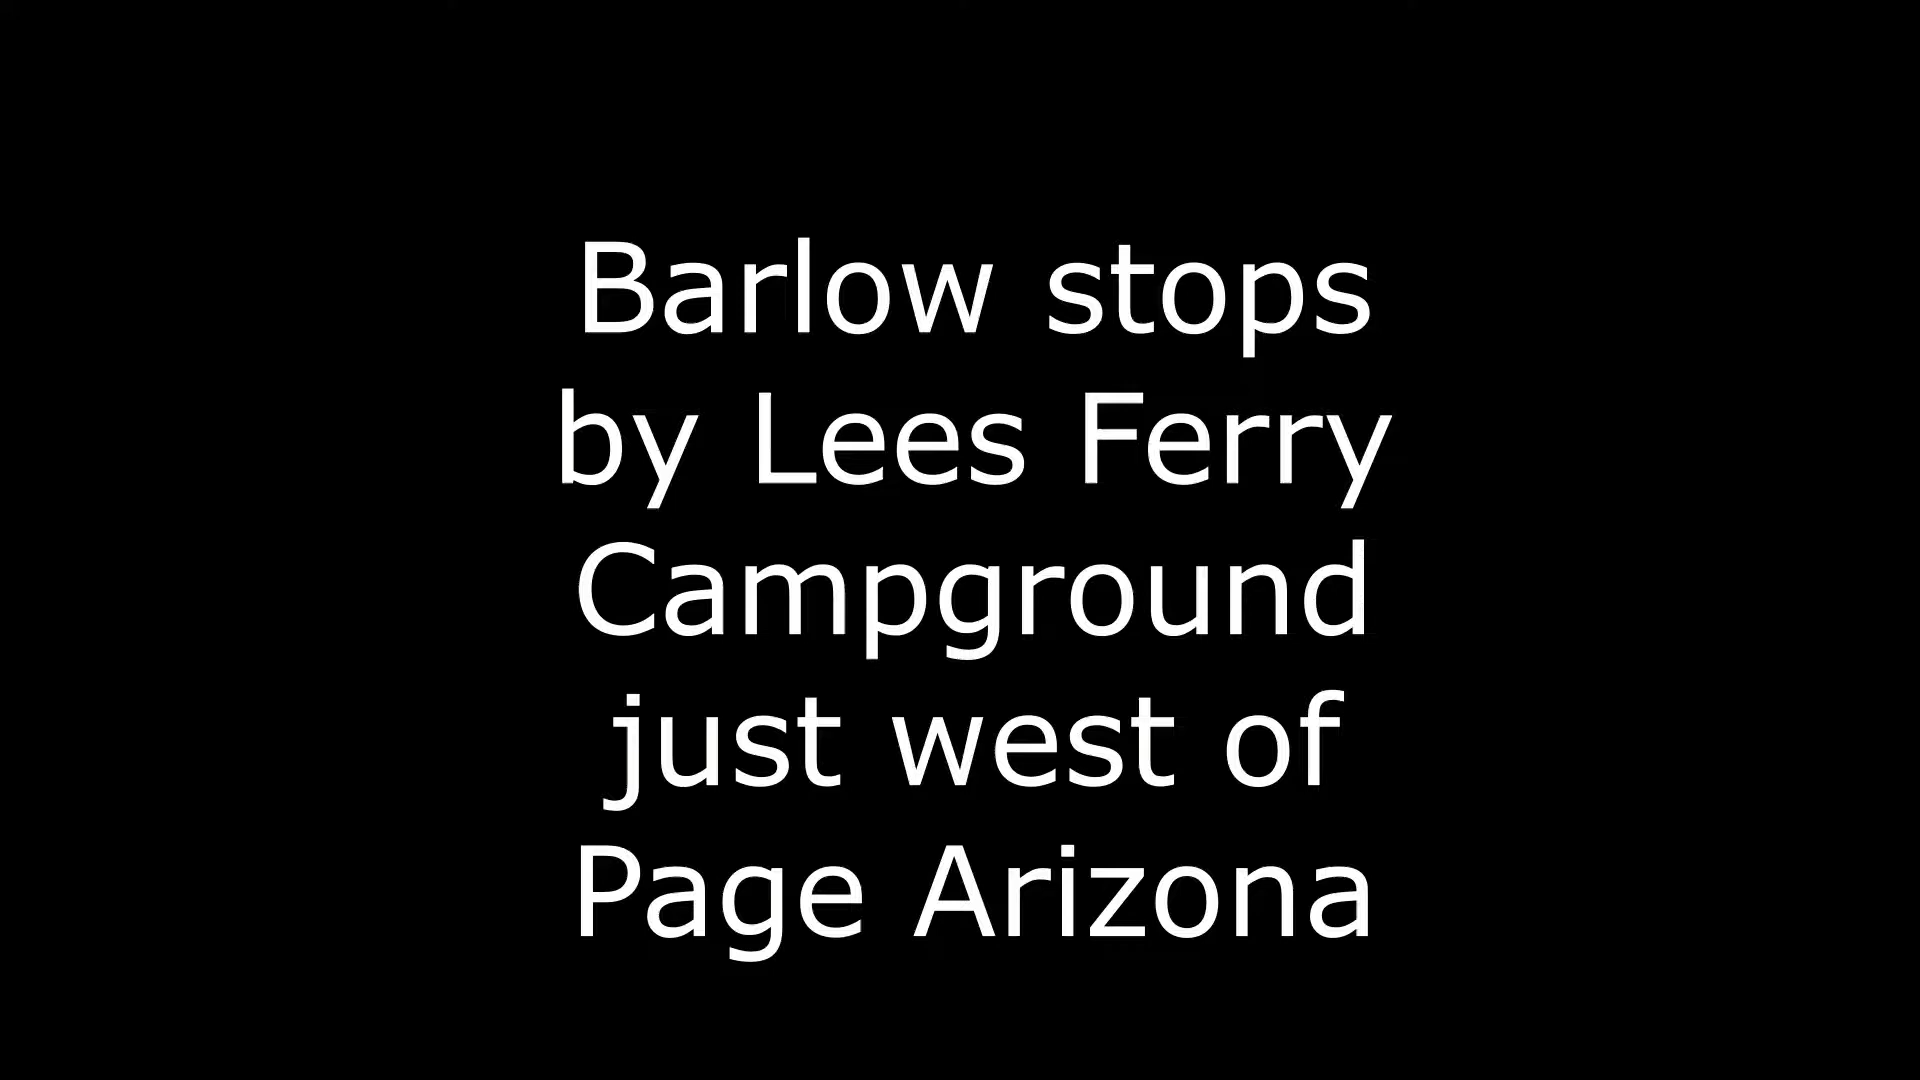 Barlow stops
by Lees Ferry
Campground
just west of
Page Arizona